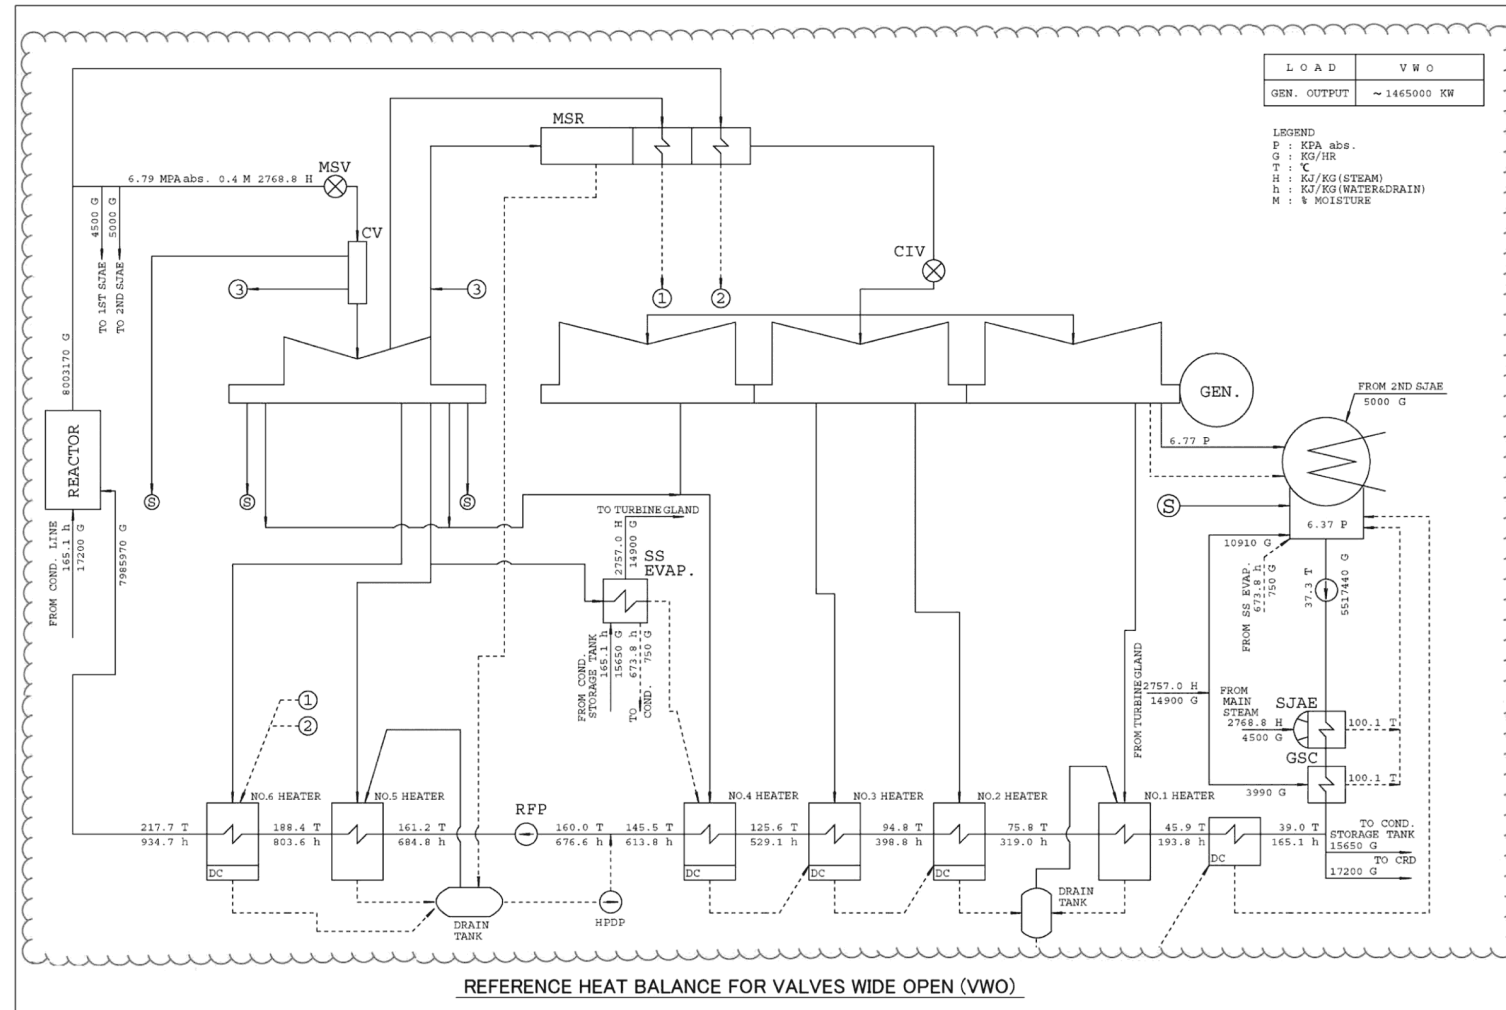 LOAD VWO
GEN. OUTPUT ~1465000 KW
LEGEND
P : KPA abs.
G : KG/HR
T : ℃
H : KJ/KG(STEAM)
h : KJ/KG(WATER&DRAIN)
M : % MOISTURE
MSR
MSV
6.79 MPAabs. 0.4 M 2768.8 H
CV
4500 G
5000 G
TO 1ST SJAE
TO 2ND SJAE
CIV
3
3
1
2
8003170 G
GEN.
FROM 2ND SJAE
5000 G
6.77 P
REACTOR
S
S
S
S
6.37 P
TO TURBINE GLAND
2757.0 H
14900 G
SS
EVAP.
10910 G
FROM COND. LINE
165.1 h
17200 G
7985970 G
FROM SS EVAP.
673.8 h
750 G
37.3 T
5517440 G
FROM COND.
STORAGE TANK
165.1 h
15650 G
673.8 h
750 G
TO
COND.
FROM TURBINE GLAND
2757.0 H
14900 G
FROM
MAIN
STEAM
2768.8 H
4500 G
SJAE
100.1 T
GSC
100.1 T
3990 G
1
2
NO.6 HEATER
NO.5 HEATER
RFP
NO.4 HEATER
NO.3 HEATER
NO.2 HEATER
NO.1 HEATER
217.7 T
934.7 h
188.4 T
803.6 h
161.2 T
684.8 h
160.0 T
676.6 h
145.5 T
613.8 h
125.6 T
529.1 h
94.8 T
398.8 h
75.8 T
319.0 h
45.9 T
193.8 h
39.0 T
165.1 h
TO COND.
STORAGE TANK
15650 G
TO CRD
17200 G
DC
DC
DC
DC
DC
DRAIN
TANK
HPDP
DRAIN
TANK
REFERENCE HEAT BALANCE FOR VALVES WIDE OPEN (VWO)